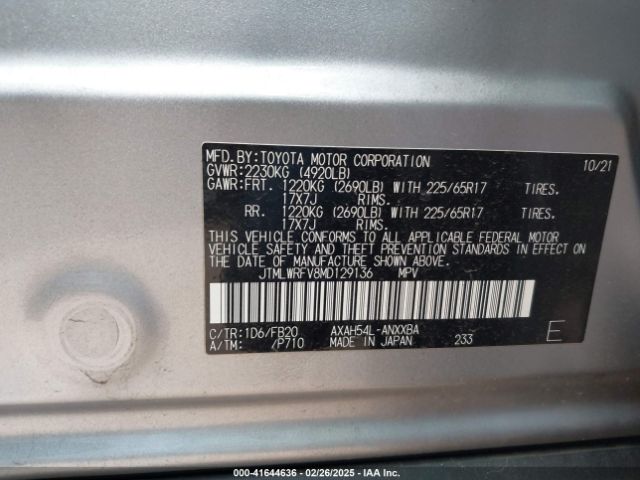 MFD.BY:TOYOTA MOTOR CORPORATION 10/21
GVWR:2230KG (4920LB)
GAWR:FRT. 1220KG (2690LB) WITH 225/65R17 TIRES.
17X7J RIMS.
RR. 1220KG (2690LB) WITH 225/65R17 TIRES.
17X7J RIMS.
THIS VEHICLE CONFORMS TO ALL APPLICABLE FEDERAL MOTOR
VEHICLE SAFETY AND THEFT PREVENTION STANDARDS IN EFFECT
ON THE DATE OF MANUFACTURE SHOWN ABOVE.
JTMLWRFV8MD129136 MPV
C/TR:1D6/FB20 AXAH54L-ANXXBA
A/TM: /P710 MADE IN JAPAN 233 E
000-41644636 - 02/26/2025 - IAA Inc.